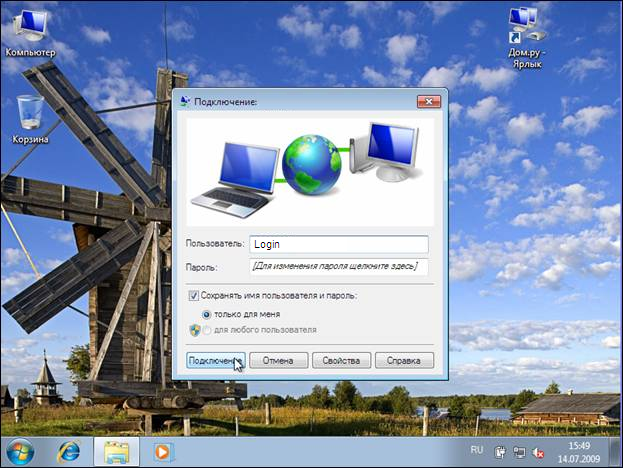 Компьютер
Дом.ру -
Ярлык
Корзина
Подключение:
Пользователь: Login
Пароль: [Для изменения пароля щелкните здесь]
Сохранять имя пользователя и пароль:
только для меня
для любого пользователя
Подключение Отмена Свойства Справка
RU
15:49
14.07.2009